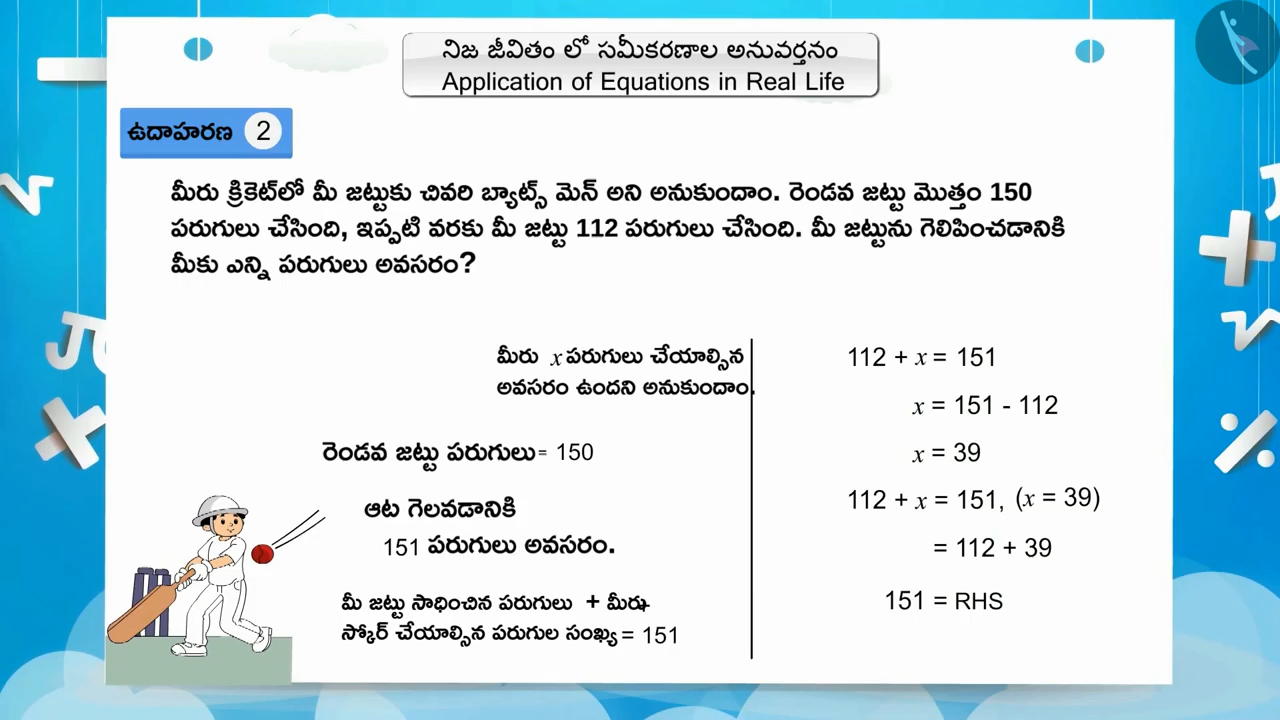 నిజ జీవితం లో సమీకరణాల అనువర్తనం
Application of Equations in Real Life
ఉదాహరణ 2
మీరు క్రికెట్‌లో మీ జట్టుకు చివరి బ్యాట్స్ మెన్ అని అనుకుందాం. రెండవ జట్టు మొత్తం 150
పరుగులు చేసింది, ఇప్పటి వరకు మీ జట్టు 112 పరుగులు చేసింది. మీ జట్టును గెలిపించడానికి
మీకు ఎన్ని పరుగులు అవసరం?
మీరు x పరుగులు చేయాల్సిన
అవసరం ఉందని అనుకుందాం.
రెండవ జట్టు పరుగులు = 150
ఆట గెలవడానికి
151 పరుగులు అవసరం.
మీ జట్టు సాధించిన పరుగులు + మీరు
స్కోర్ చేయాల్సిన పరుగుల సంఖ్య = 151
112 + x = 151
x = 151 - 112
x = 39
112 + x = 151, (x = 39)
= 112 + 39
151 = RHS